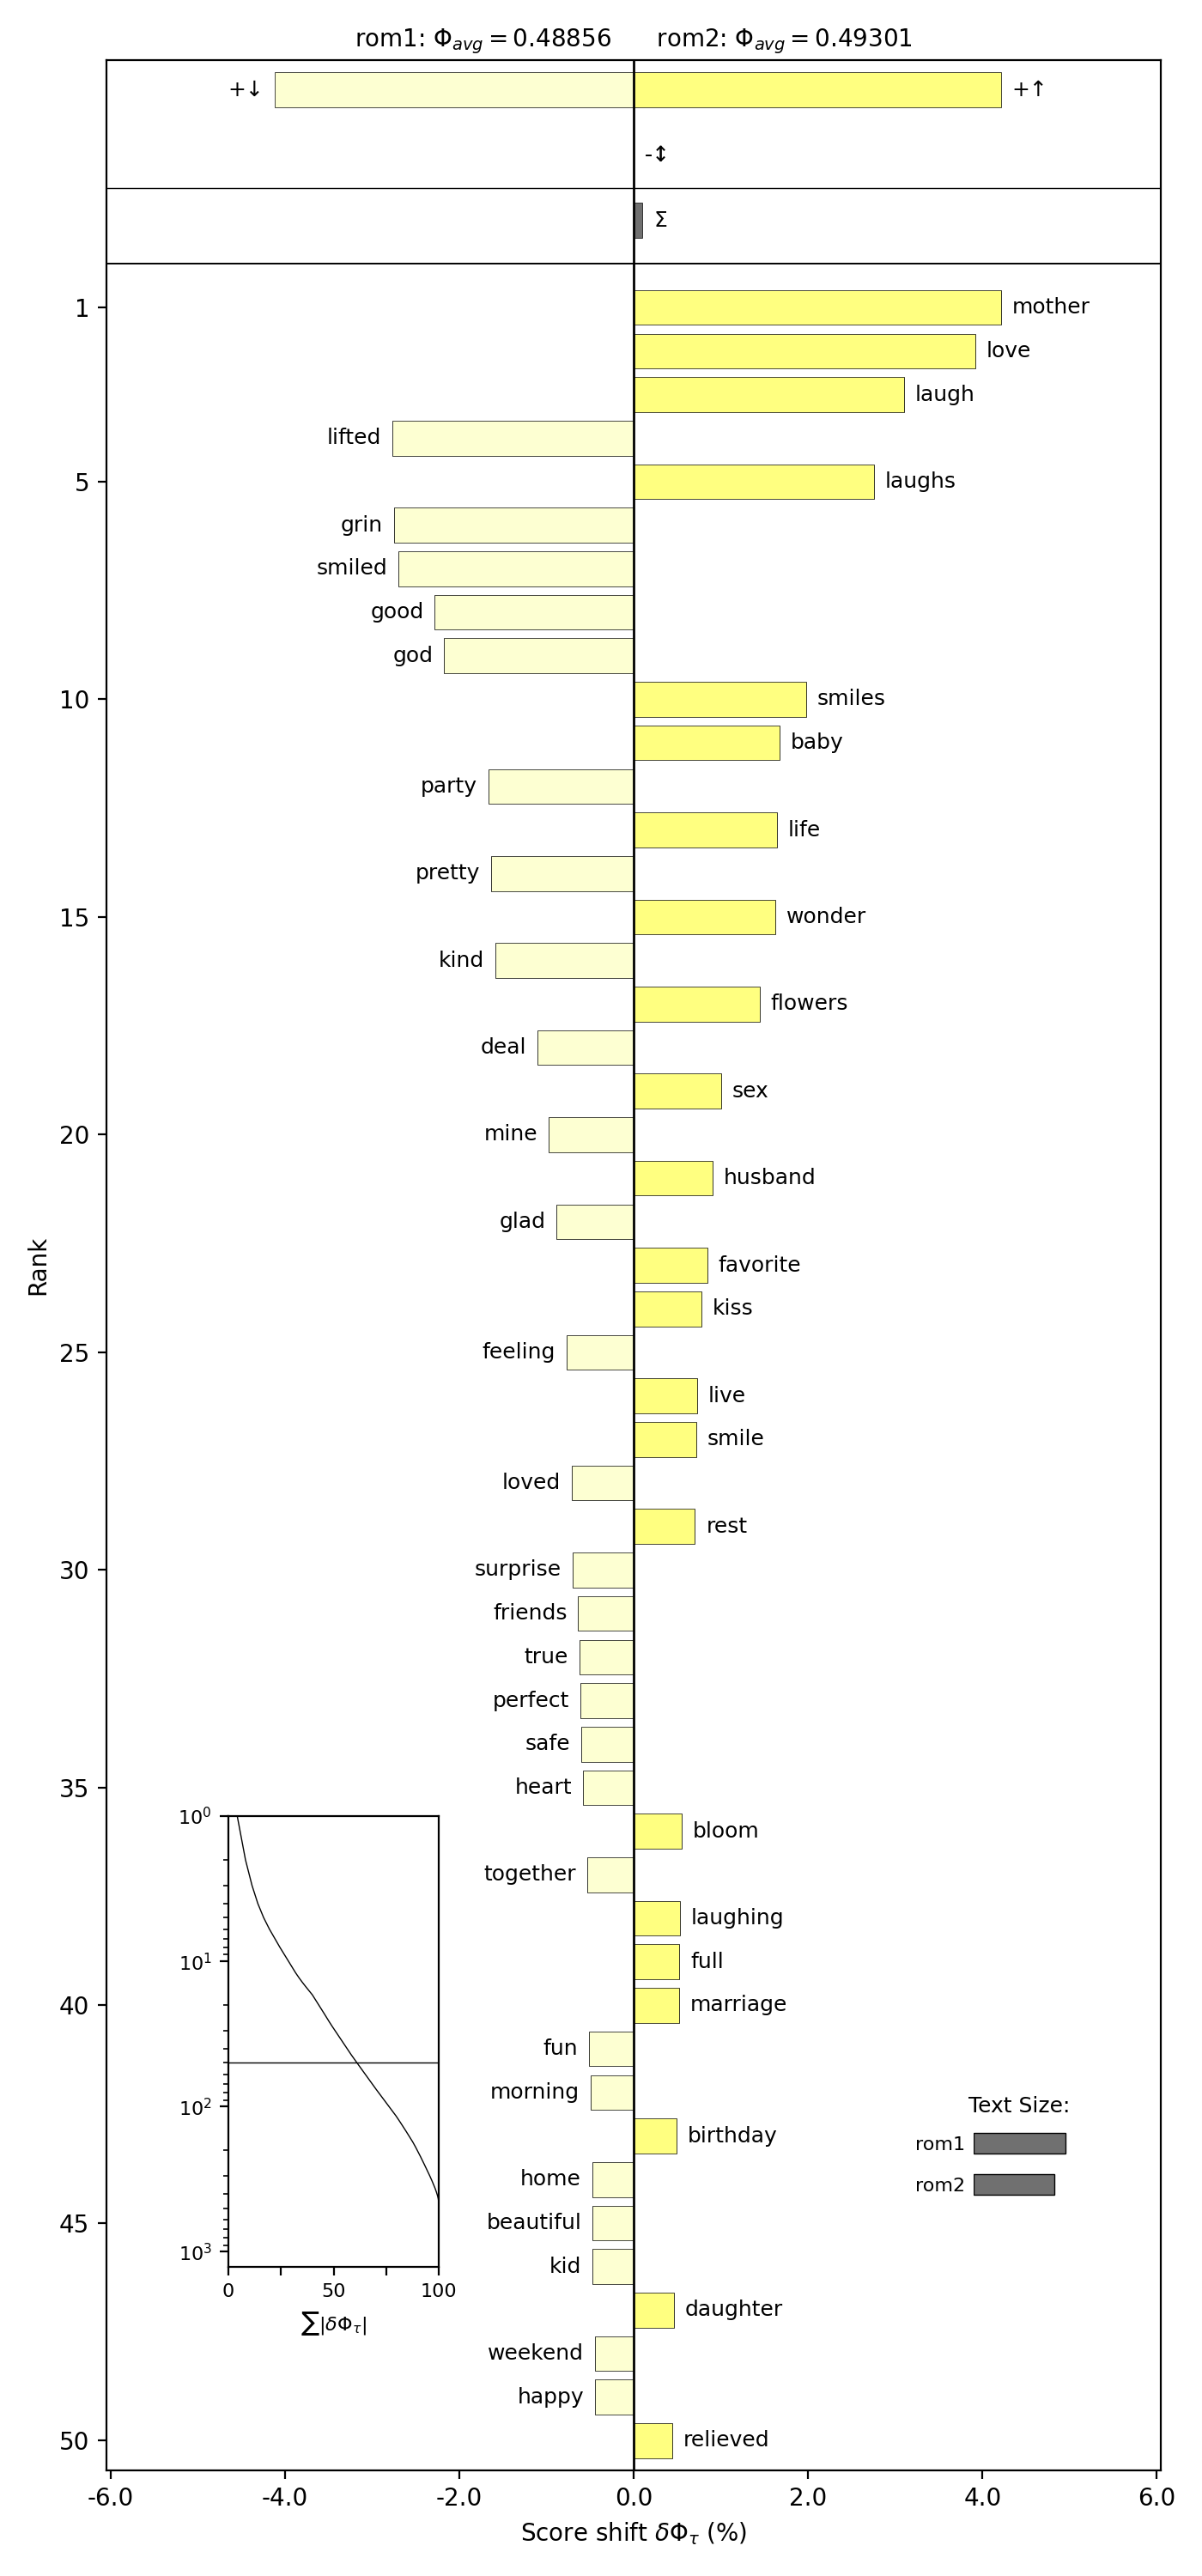 rom1: Φavg = 0.48856 rom2: Φavg = 0.49301
+↓ +↑
-↕
Σ
1 mother
love
laugh
lifted
5 laughs
grin
smiled
good
god
10 smiles
baby
party
life
pretty
15 wonder
kind
flowers
deal
sex
20 mine
husband
glad
favorite
kiss
25 feeling
live
smile
loved
rest
30 surprise
friends
true
perfect
safe
35 heart
bloom
together
laughing
full
40 marriage
fun
morning
birthday
home
45 beautiful
kid
daughter
weekend
happy
50 relieved
Rank
10⁰
10¹
10²
10³
0 50 100
∑|δΦτ|
Text Size:
rom1
rom2
-6.0 -4.0 -2.0 0.0 2.0 4.0 6.0
Score shift δΦτ (%)